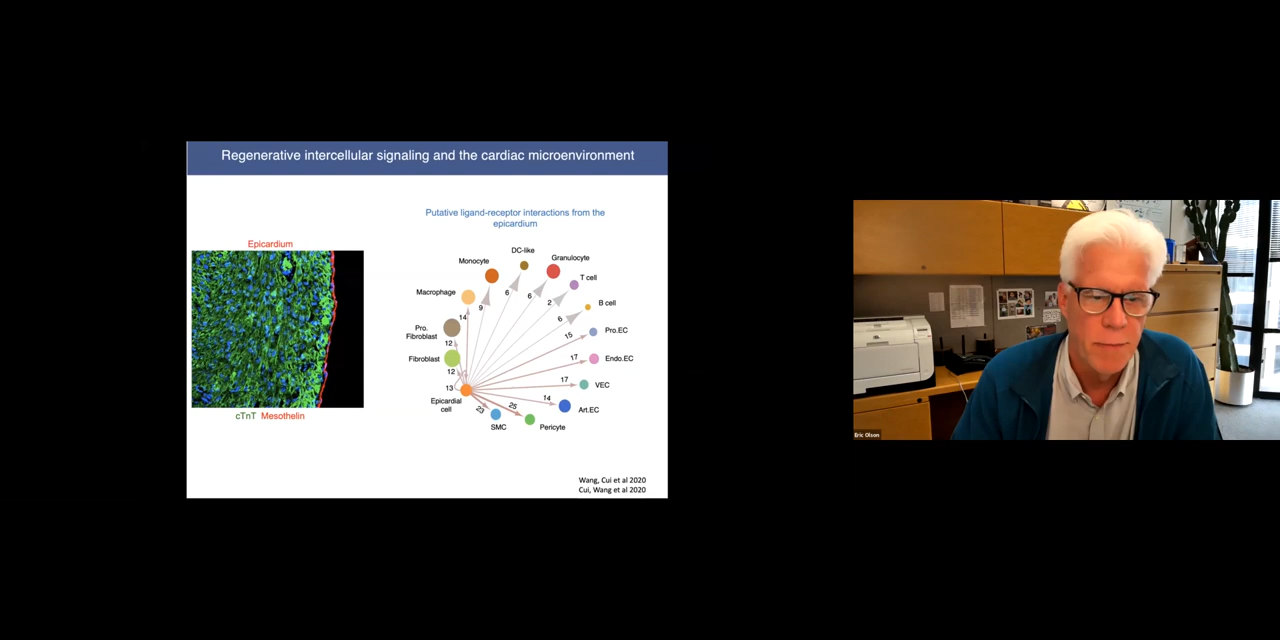 Regenerative intercellular signaling and the cardiac microenvironment
Putative ligand-receptor interactions from the
epicardium
Epicardium
cTnT Mesothelin
DC-like
Monocyte
Granulocyte
T cell
Macrophage
B cell
Pro.
Fibroblast
Pro.EC
Fibroblast
Endo.EC
VEC
Epicardial
cell
Art.EC
SMC
Pericyte
14
9
6
6
2
6
15
17
17
14
25
23
13
12
12
Wang, Cui et al 2020
Cui, Wang et al 2020
Eric Olson